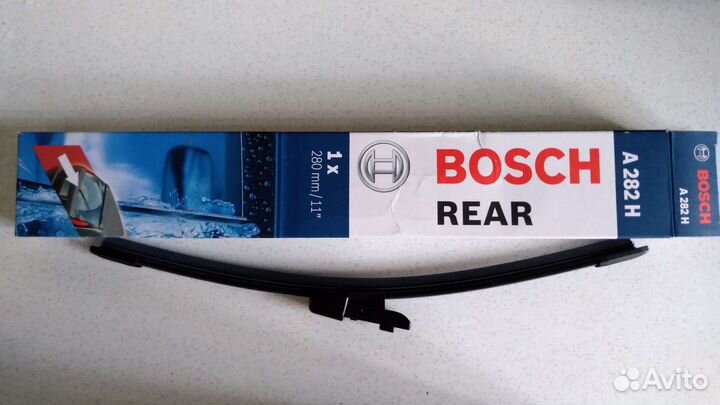 1 x
280 mm/11"
BOSCH
REAR
A 282 H
BOSCH
A 282 H
Avito